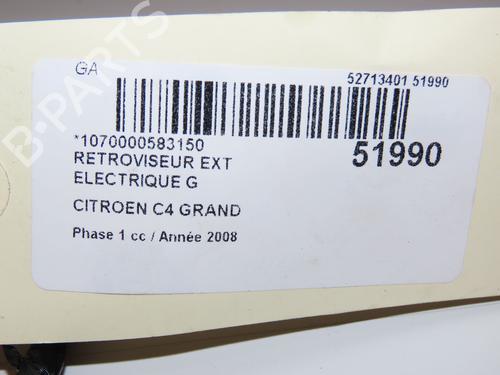 GA
52713401 51990
*1070000583150
51990
RETROVISEUR EXT
ELECTRIQUE G
CITROEN C4 GRAND
Phase 1 cc / Année 2008
B-PARTS